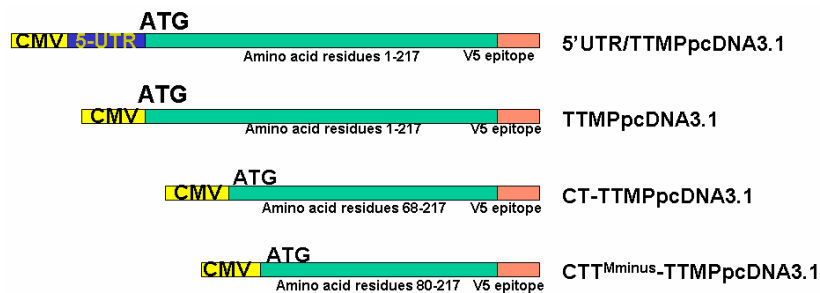 ATG
CMV 5-UTR 5’UTR/TTMPpcDNA3.1
Amino acid residues 1-217 V5 epitope
ATG
CMV TTMPpcDNA3.1
Amino acid residues 1-217 V5 epitope
ATG
CMV CT-TTMPpcDNA3.1
Amino acid residues 68-217 V5 epitope
ATG
CMV CTTMminus-TTMPpcDNA3.1
Amino acid residues 80-217 V5 epitope